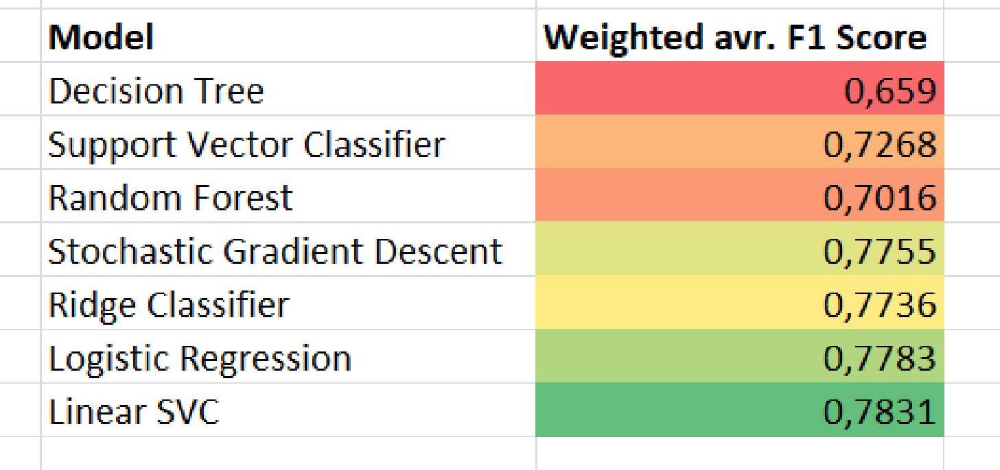 Model Weighted avr. F1 Score
Decision Tree 0,659
Support Vector Classifier 0,7268
Random Forest 0,7016
Stochastic Gradient Descent 0,7755
Ridge Classifier 0,7736
Logistic Regression 0,7783
Linear SVC 0,7831